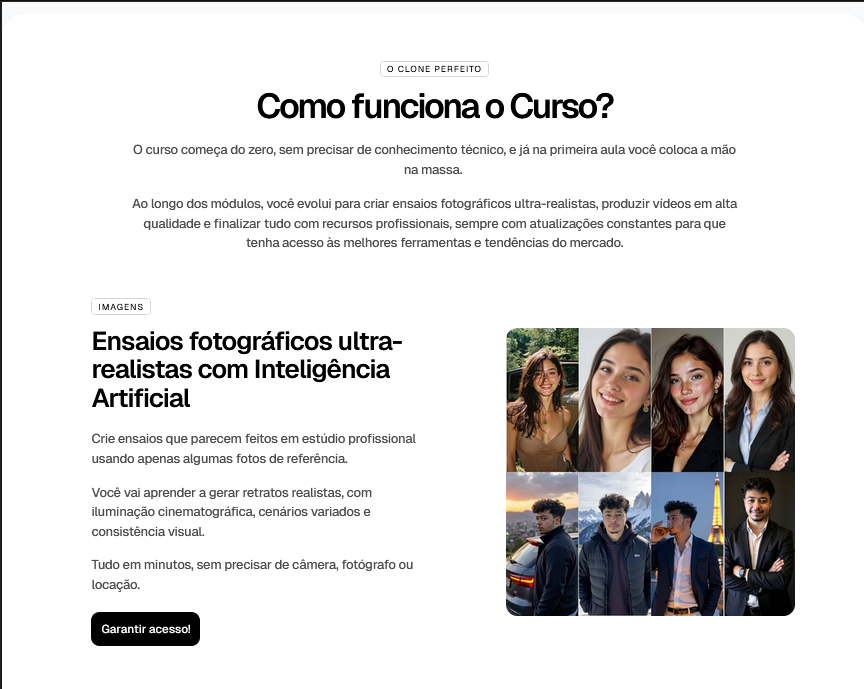 O CLONE PERFEITO
Como funciona o Curso?
O curso começa do zero, sem precisar de conhecimento técnico, e já na primeira aula você coloca a mão
na massa.
Ao longo dos módulos, você evolui para criar ensaios fotográficos ultra-realistas, produzir vídeos em alta
qualidade e finalizar tudo com recursos profissionais, sempre com atualizações constantes para que
tenha acesso às melhores ferramentas e tendências do mercado.
IMAGENS
Ensaios fotográficos ultra-
realistas com Inteligência
Artificial
Crie ensaios que parecem feitos em estúdio profissional
usando apenas algumas fotos de referência.
Você vai aprender a gerar retratos realistas, com
iluminação cinematográfica, cenários variados e
consistência visual.
Tudo em minutos, sem precisar de câmera, fotógrafo ou
locação.
Garantir acesso!